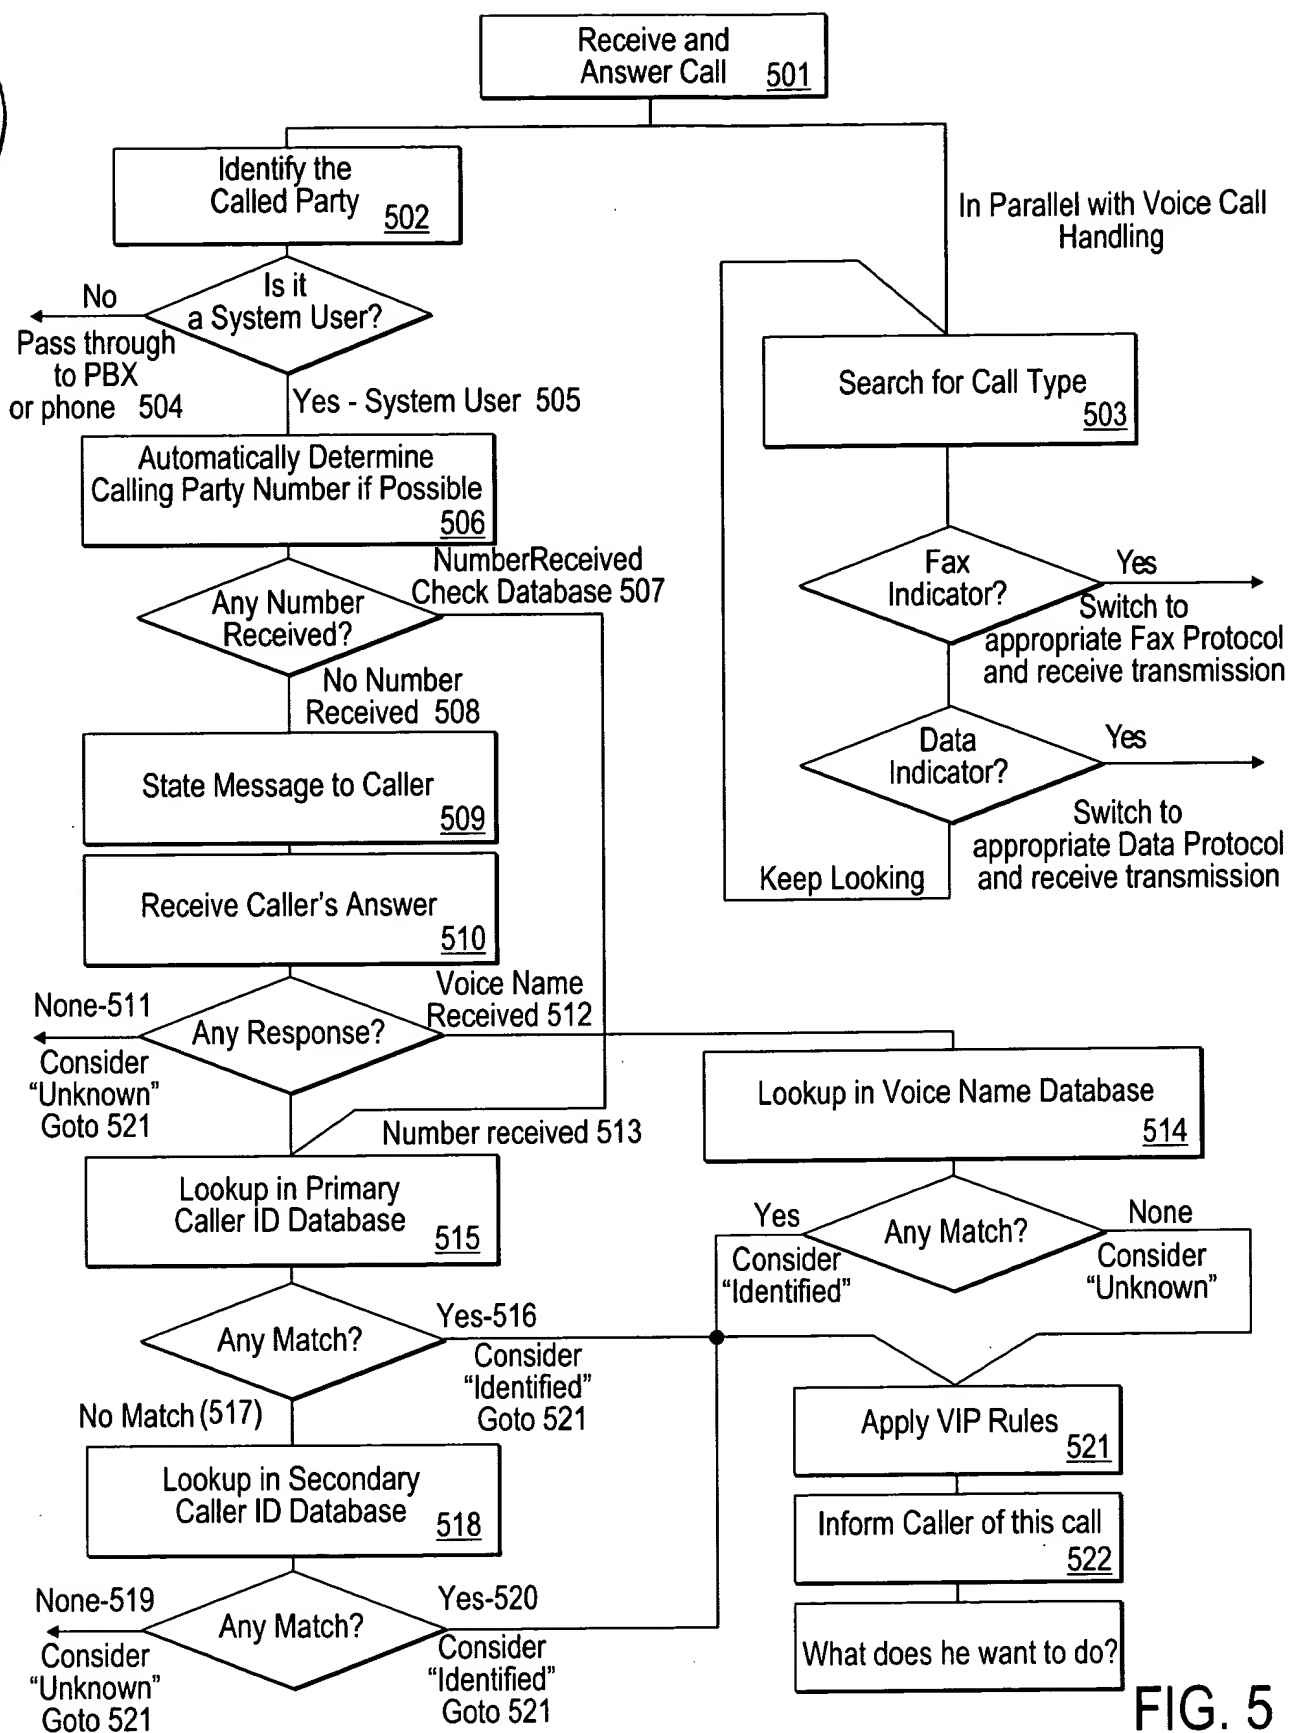 Receive and
Answer Call 501
Identify the
Called Party 502
In Parallel with Voice Call
Handling
Is it
a System User?
No
Pass through
to PBX
or phone 504
Yes - System User 505
Search for Call Type
503
Automatically Determine
Calling Party Number if Possible
506
NumberReceived
Check Database 507
Any Number
Received?
No Number
Received 508
Fax
Indicator?
Yes
Switch to
appropriate Fax Protocol
and receive transmission
Data
Indicator?
Yes
Switch to
appropriate Data Protocol
and receive transmission
Keep Looking
State Message to Caller
509
Receive Caller's Answer
510
Voice Name
Received 512
None-511
Any Response?
Consider
“Unknown”
Goto 521
Number received 513
Lookup in Voice Name Database
514
Lookup in Primary
Caller ID Database 515
Yes
Any Match?
None
Consider
“Identified”
Consider
“Unknown”
Any Match?
Yes-516
Consider
“Identified”
Goto 521
No Match (517)
Apply VIP Rules
521
Lookup in Secondary
Caller ID Database 518
Inform Caller of this call
522
None-519
Any Match?
Yes-520
Consider
“Unknown”
Goto 521
Consider
“Identified”
Goto 521
What does he want to do?
FIG. 5